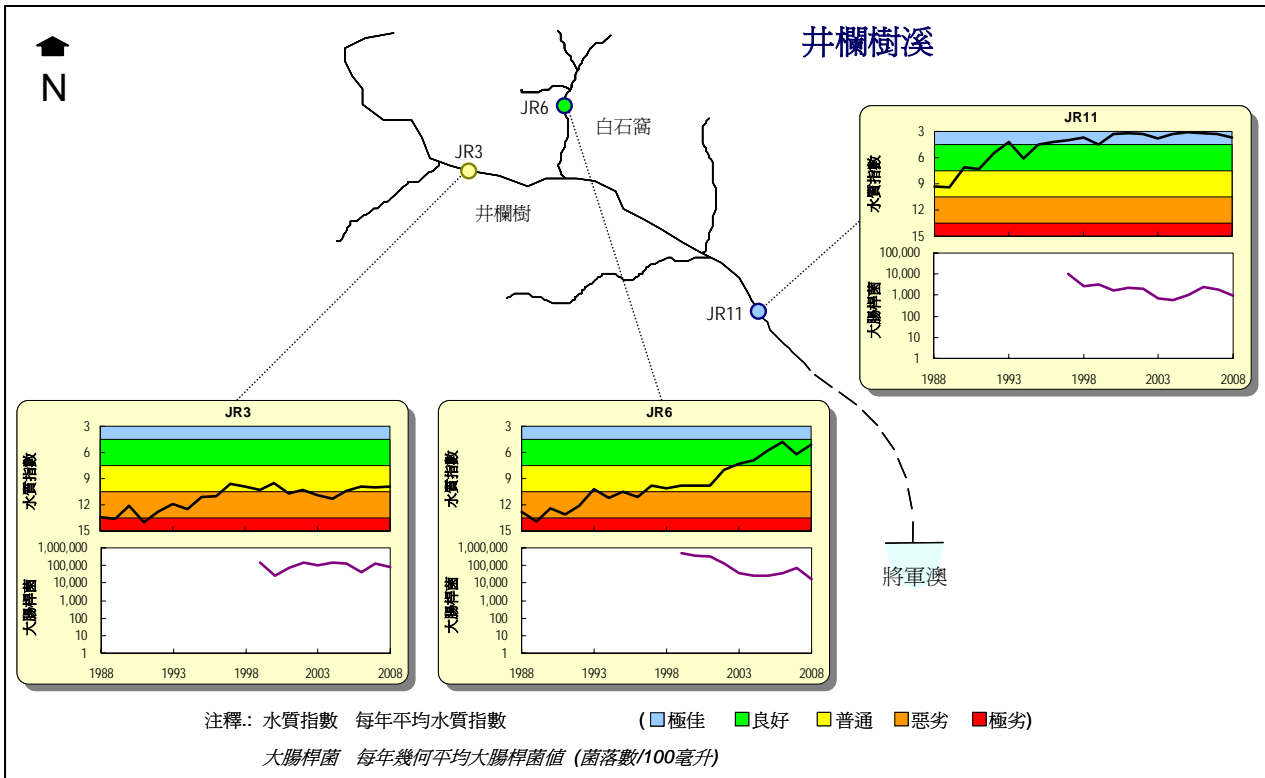 井欄樹溪
N
JR6
白石窩
JR3
井欄樹
JR11
將軍澳
JR11
水質指數
3
6
9
12
15
大腸桿菌
100,000
10,000
1,000
100
10
1
1988 1993 1998 2003 2008
JR3
水質指數
3
6
9
12
15
大腸桿菌
1,000,000
100,000
10,000
1,000
100
10
1
1988 1993 1998 2003 2008
JR6
水質指數
3
6
9
12
15
大腸桿菌
1,000,000
100,000
10,000
1,000
100
10
1
1988 1993 1998 2003 2008
注釋.: 水質指數 每年平均水質指數 ( 極佳 良好 普通 惡劣 極劣)
大腸桿菌 每年幾何平均大腸桿菌值 (菌落數/100毫升)